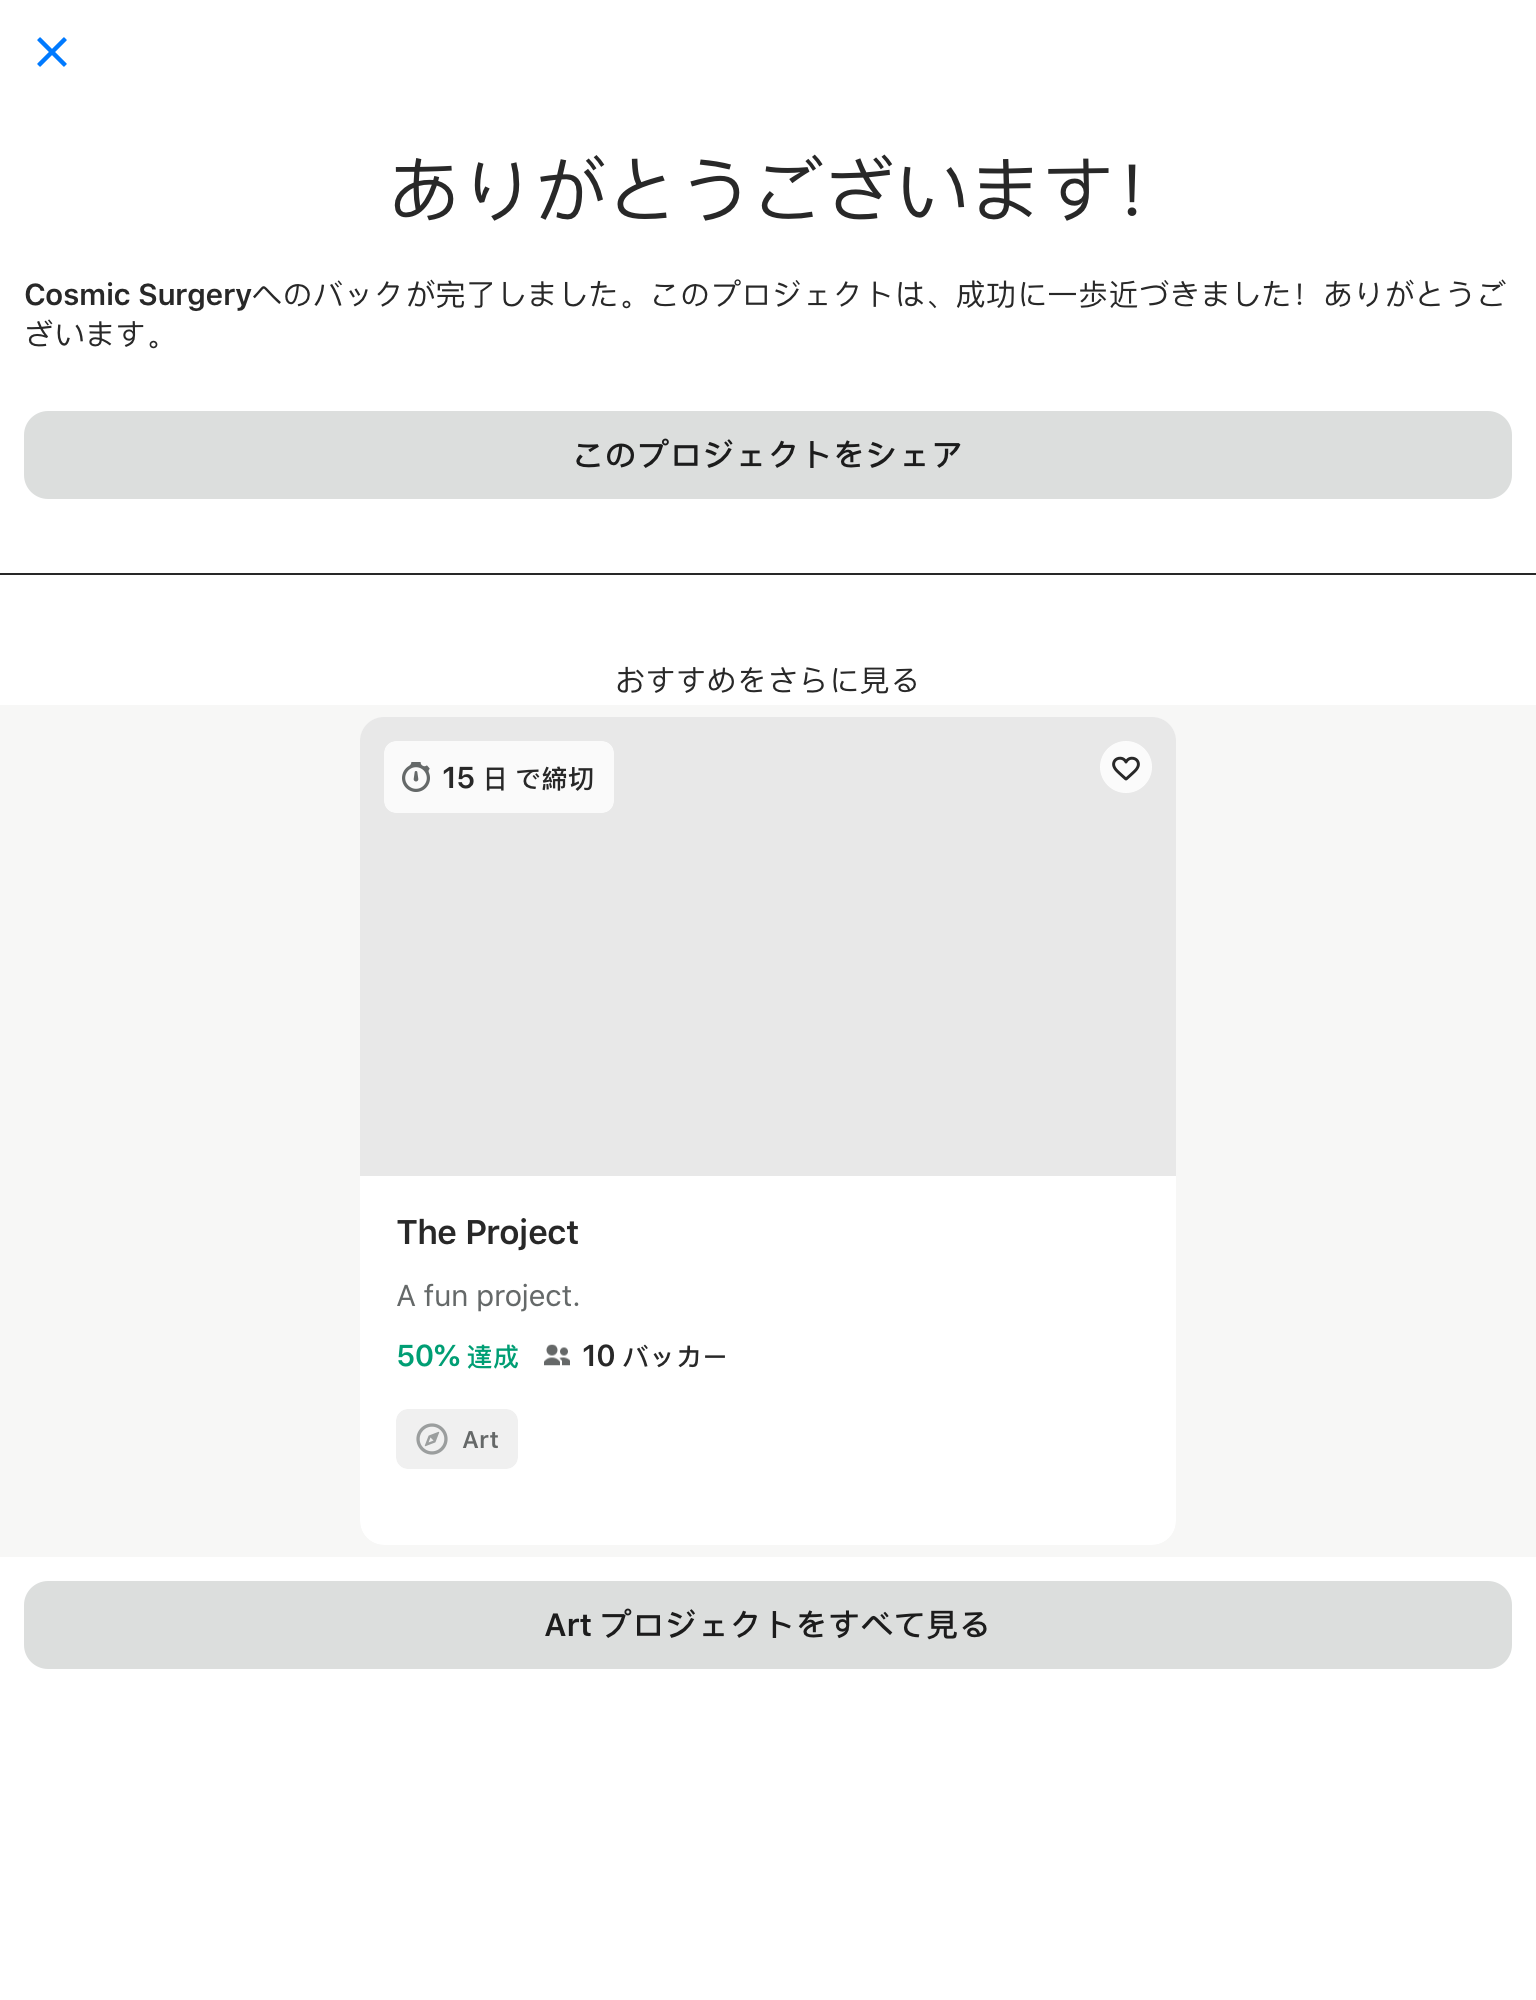 ありがとうございます！
Cosmic Surgeryへのバックが完了しました。このプロジェクトは、成功に一歩近づきました！ありがとうご
ざいます。
このプロジェクトをシェア
おすすめをさらに見る
15 日 で締切
The Project
A fun project.
50% 達成 10 バッカー
Art
Art プロジェクトをすべて見る